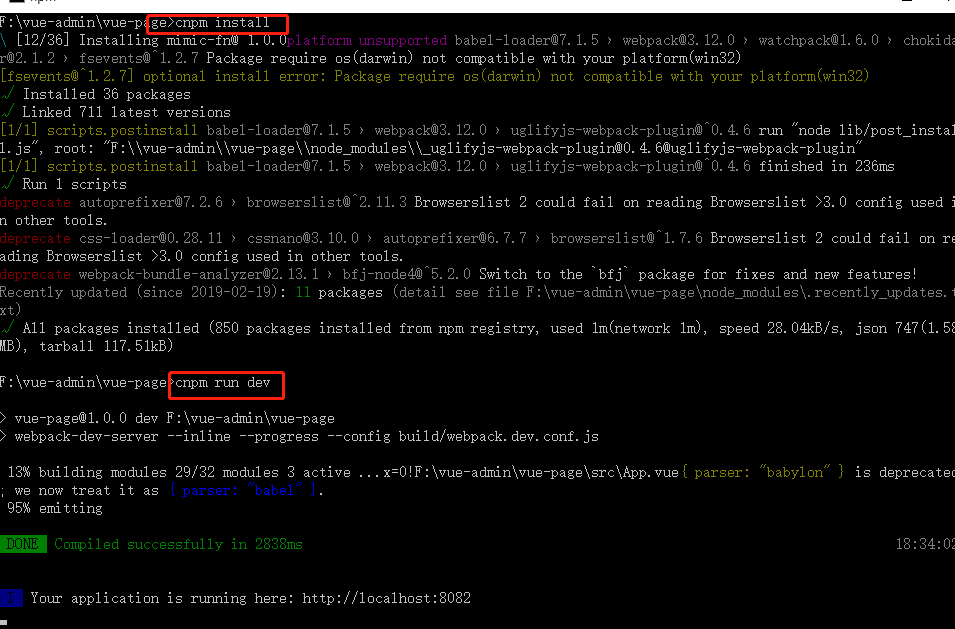 F:\vue-admin\vue-page>cnpm install
\ [12/36] Installing mimic-fn@^1.0.0platform unsupported babel-loader@7.1.5 › webpack@3.12.0 › watchpack@1.6.0 › chokida
r@2.1.2 › fsevents@^1.2.7 Package require os(darwin) not compatible with your platform(win32)
[fsevents@^1.2.7] optional install error: Package require os(darwin) not compatible with your platform(win32)
√ Installed 36 packages
√ Linked 711 latest versions
[1/1] scripts.postinstall babel-loader@7.1.5 › webpack@3.12.0 › uglifyjs-webpack-plugin@^0.4.6 run "node lib/post_instal
l.js", root: "F:\\vue-admin\\vue-page\\node_modules\\_uglifyjs-webpack-plugin@0.4.6@uglifyjs-webpack-plugin"
[1/1] scripts.postinstall babel-loader@7.1.5 › webpack@3.12.0 › uglifyjs-webpack-plugin@^0.4.6 finished in 236ms
√ Run 1 scripts
deprecate autoprefixer@7.2.6 › browserslist@^2.11.3 Browserslist 2 could fail on reading Browserslist >3.0 config used i
n other tools.
deprecate css-loader@0.28.11 › cssnano@3.10.0 › autoprefixer@6.7.7 › browserslist@^1.7.6 Browserslist 2 could fail on re
ading Browserslist >3.0 config used in other tools.
deprecate webpack-bundle-analyzer@2.13.1 › bfj-node4@^5.2.0 Switch to the `bfj` package for fixes and new features!
Recently updated (since 2019-02-19): 11 packages (detail see file F:\vue-admin\vue-page\node_modules\.recently_updates.t
xt)
√ All packages installed (850 packages installed from npm registry, used 1m(network 1m), speed 28.04kB/s, json 747(1.58
MB), tarball 117.51kB)
F:\vue-admin\vue-page>cnpm run dev
> vue-page@1.0.0 dev F:\vue-admin\vue-page
> webpack-dev-server --inline --progress --config build/webpack.dev.conf.js
13% building modules 29/32 modules 3 active ...x=0!F:\vue-admin\vue-page\src\App.vue{ parser: "babylon" } is deprecated
; we now treat it as { parser: "babel" }.
95% emitting
DONE Compiled successfully in 2838ms 18:34:02
I Your application is running here: http://localhost:8082